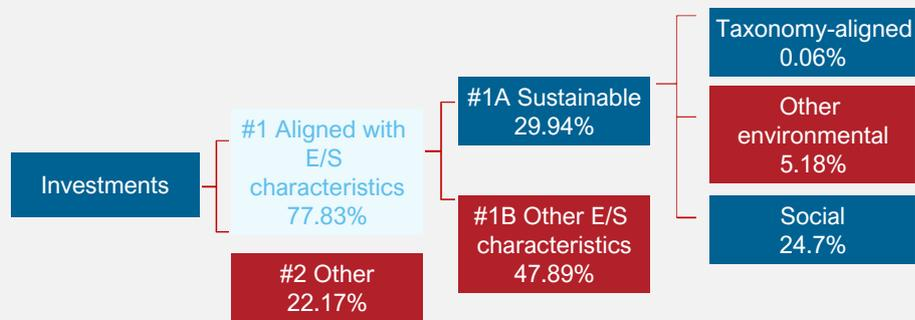 Investments
#1 Aligned with
E/S
characteristics
77.83%
#2 Other
22.17%
#1A Sustainable
29.94%
#1B Other E/S
characteristics
47.89%
Taxonomy-aligned
0.06%
Other
environmental
5.18%
Social
24.7%